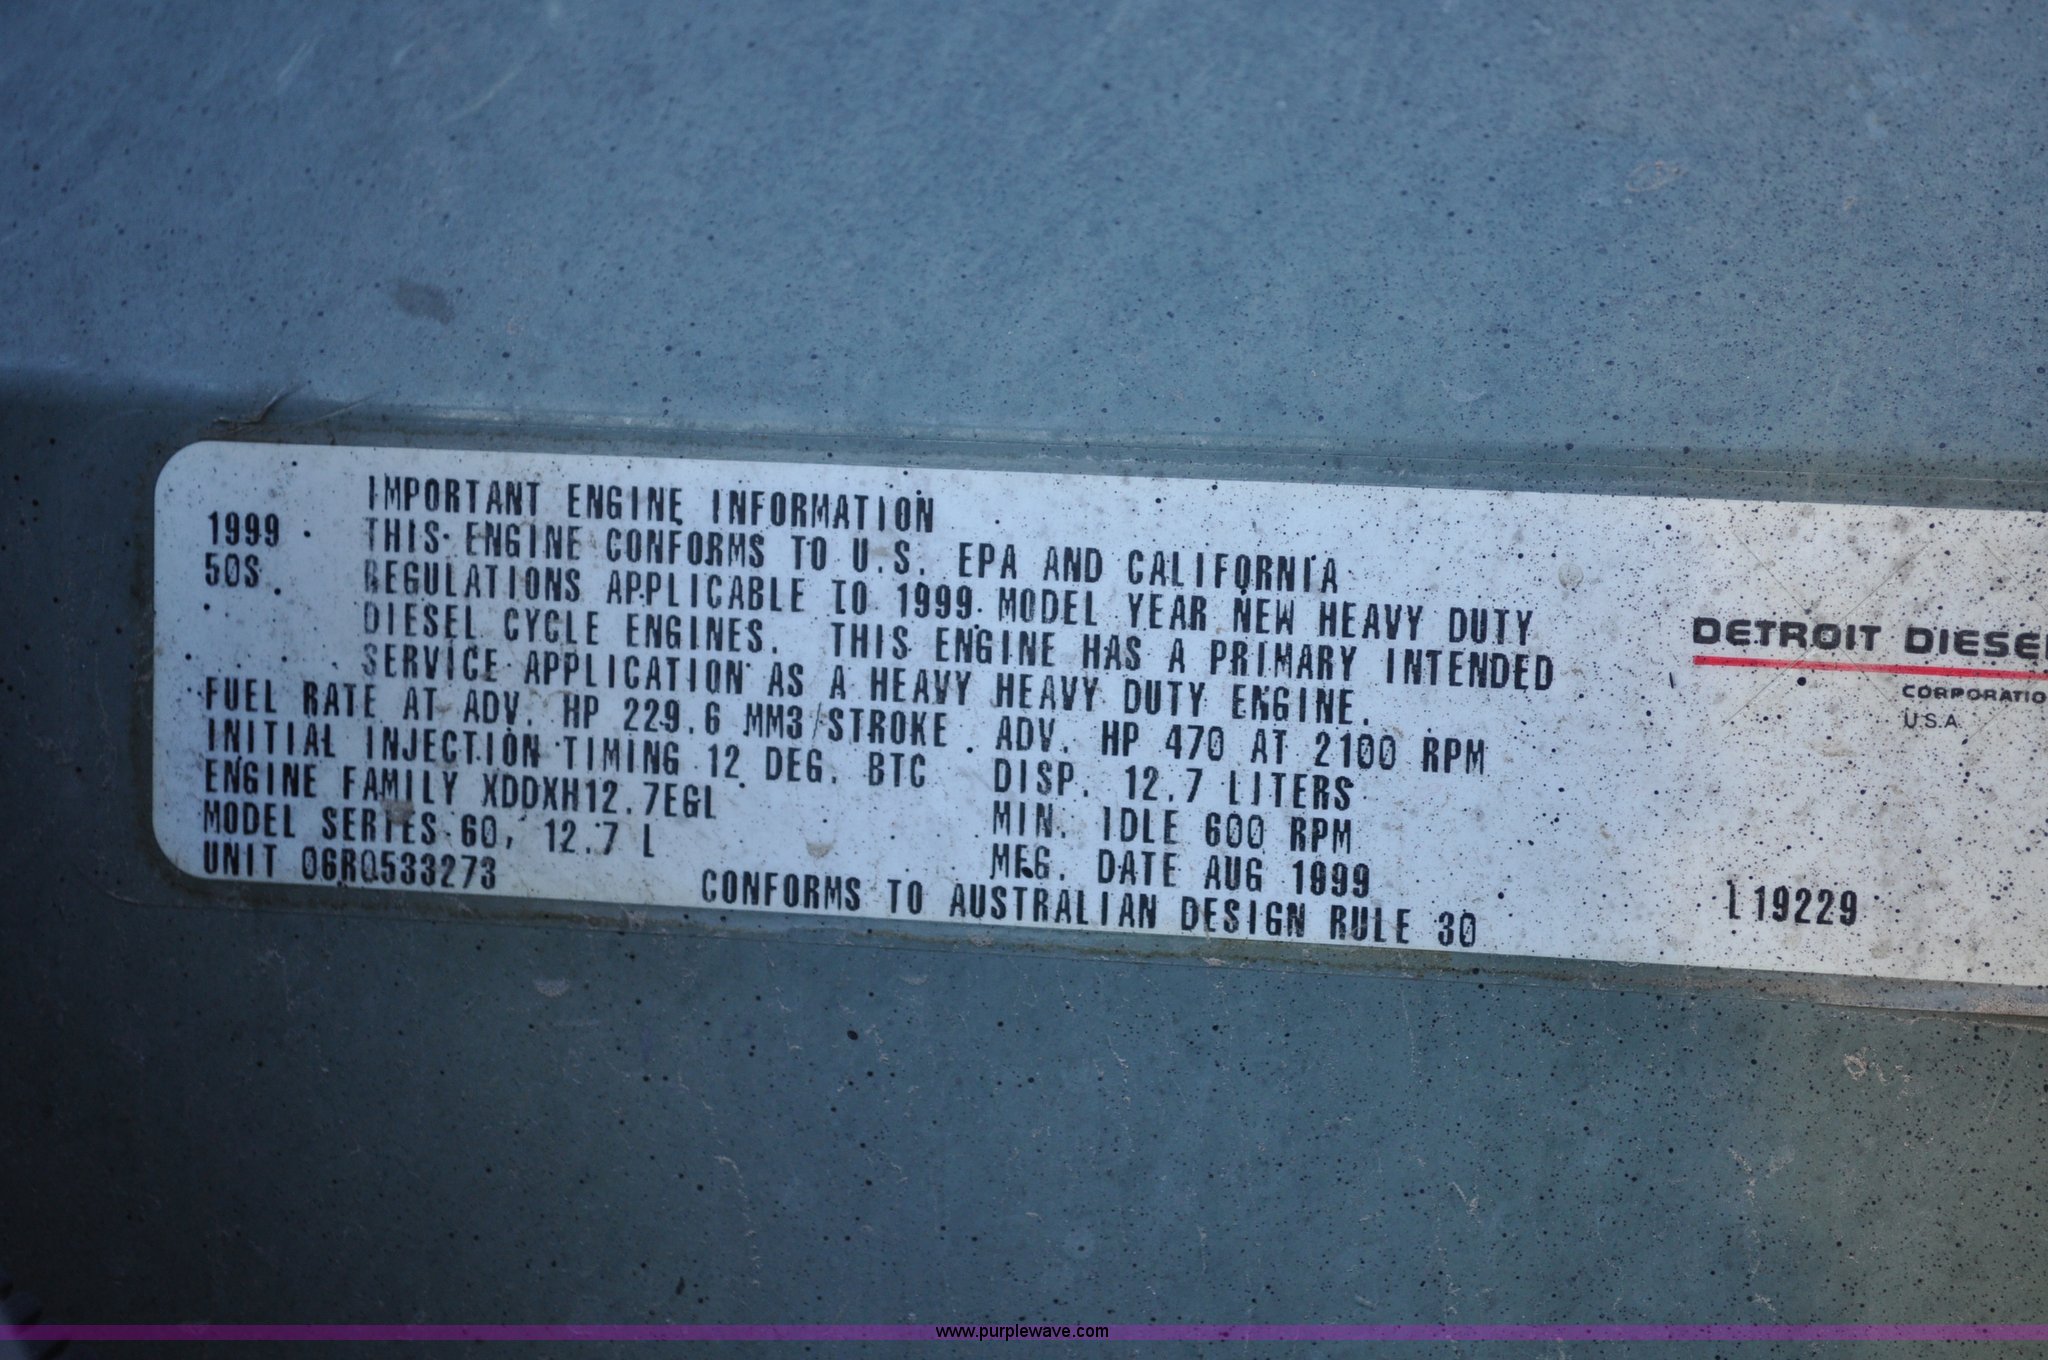 IMPORTANT ENGINE INFORMATION
1999 THIS ENGINE CONFORMS TO U.S. EPA AND CALIFORNIA
50S REGULATIONS APPLICABLE TO 1999 MODEL YEAR NEW HEAVY DUTY
DIESEL CYCLE ENGINES. THIS ENGINE HAS A PRIMARY INTENDED
SERVICE APPLICATION AS A HEAVY HEAVY DUTY ENGINE.
FUEL RATE AT ADV. HP 229.6 MM3/STROKE. ADV. HP 470 AT 2100 RPM
INITIAL INJECTION TIMING 12 DEG. BTC DISP. 12.7 LITERS
ENGINE FAMILY XDDXH12.7EGL MIN. IDLE 600 RPM
MODEL SERIES 60, 12.7 L MFG. DATE AUG 1999
UNIT 06R0533273 CONFORMS TO AUSTRALIAN DESIGN RULE 30
DETROIT DIESEL
CORPORATIO
U.S.A.
L19229
www.purplewave.com